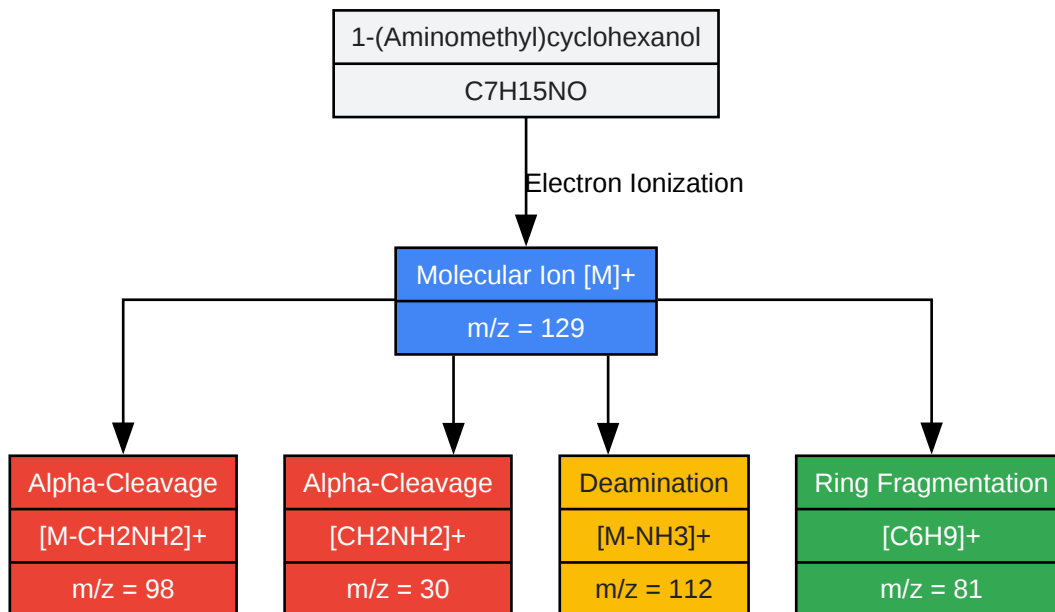 1-(Aminomethyl)cyclohexanol
C7H15NO
Electron Ionization
Molecular Ion [M]+
m/z = 129
Alpha-Cleavage
[M-CH2NH2]+
m/z = 98
Alpha-Cleavage
[CH2NH2]+
m/z = 30
Deamination
[M-NH3]+
m/z = 112
Ring Fragmentation
[C6H9]+
m/z = 81